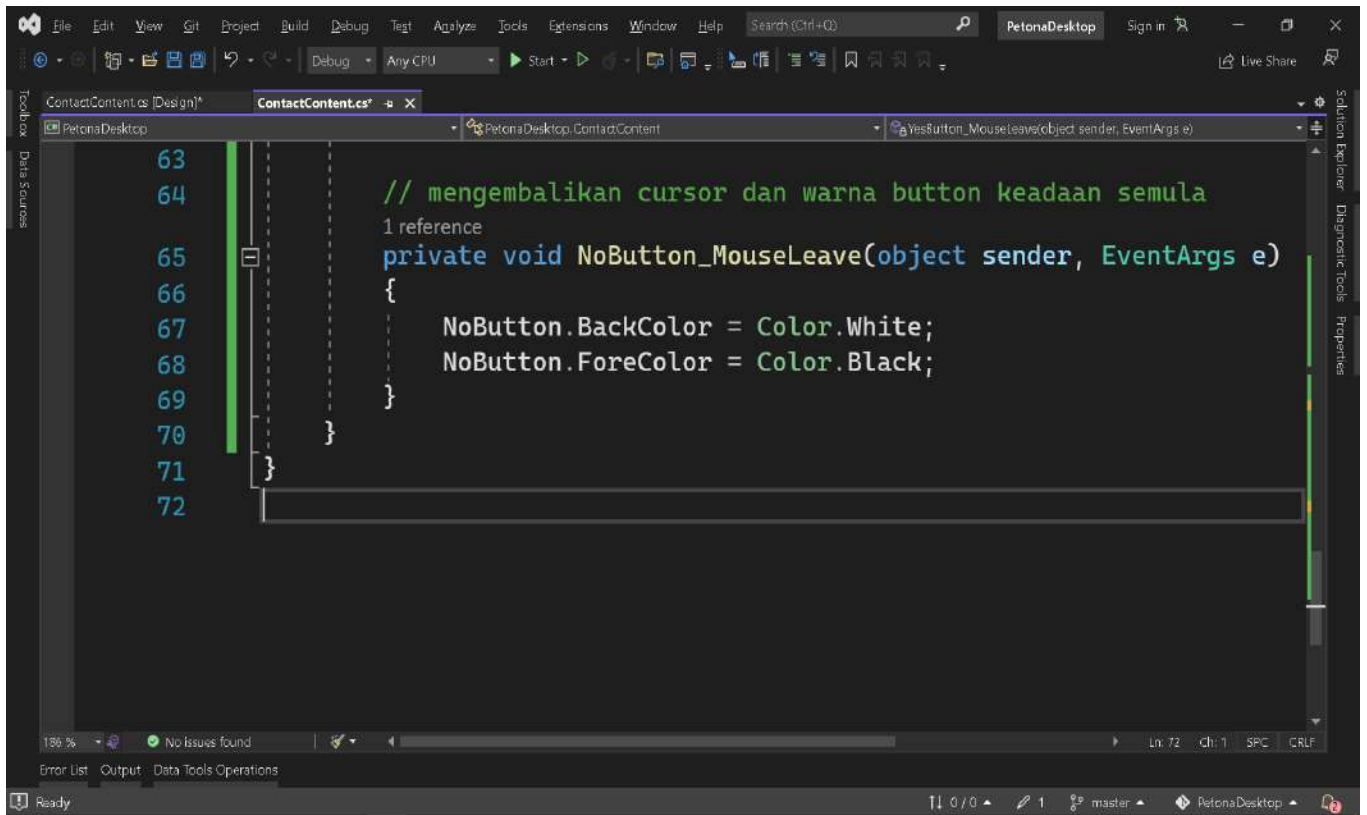 File Edit View Git Project Build Debug Test Analyze Tools Extensions Window Help Search (Ctrl+Q) PetonaDesktop Sign in
Debug Any CPU Start Live Share
ContactContent.cs [Design]* ContactContent.cs*
PetonaDesktop PetonaDesktop.ContactContent YesButton_MouseLeave(object sender, EventArgs e)
Toolbox
Data Sources
Solution Explorer
Diagnostic Tools
Properties
63
64 // mengembalikan cursor dan warna button keadaan semula
1 reference
65 private void NoButton_MouseLeave(object sender, EventArgs e)
66 {
67 NoButton.BackColor = Color.White;
68 NoButton.ForeColor = Color.Black;
69 }
70 }
71 }
72
186 % No issues found Ln: 72 Ch: 1 SPC CRLF
Error List Output Data Tools Operations
Ready 0 / 0 1 master PetonaDesktop 2